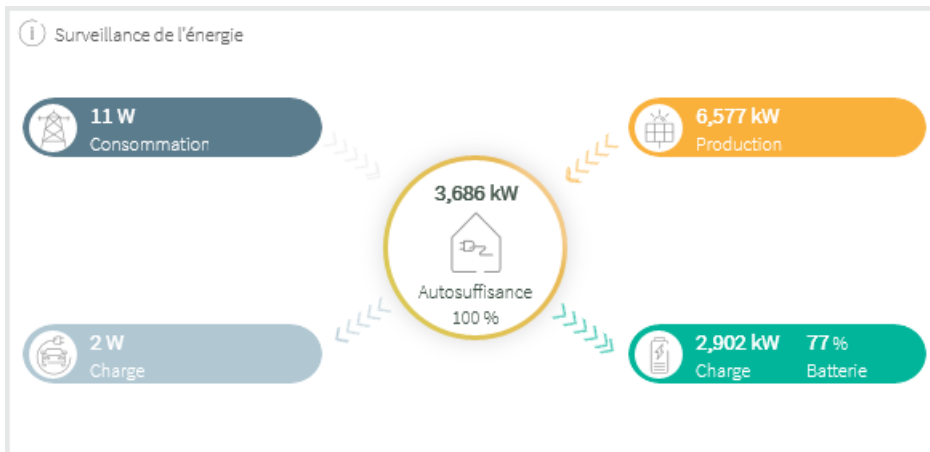 i Surveillance de l'énergie
11 W
Consommation
6,577 kW
Production
3,686 kW
Autosuffisance
100 %
2 W
Charge
2,902 kW 77 %
Charge Batterie